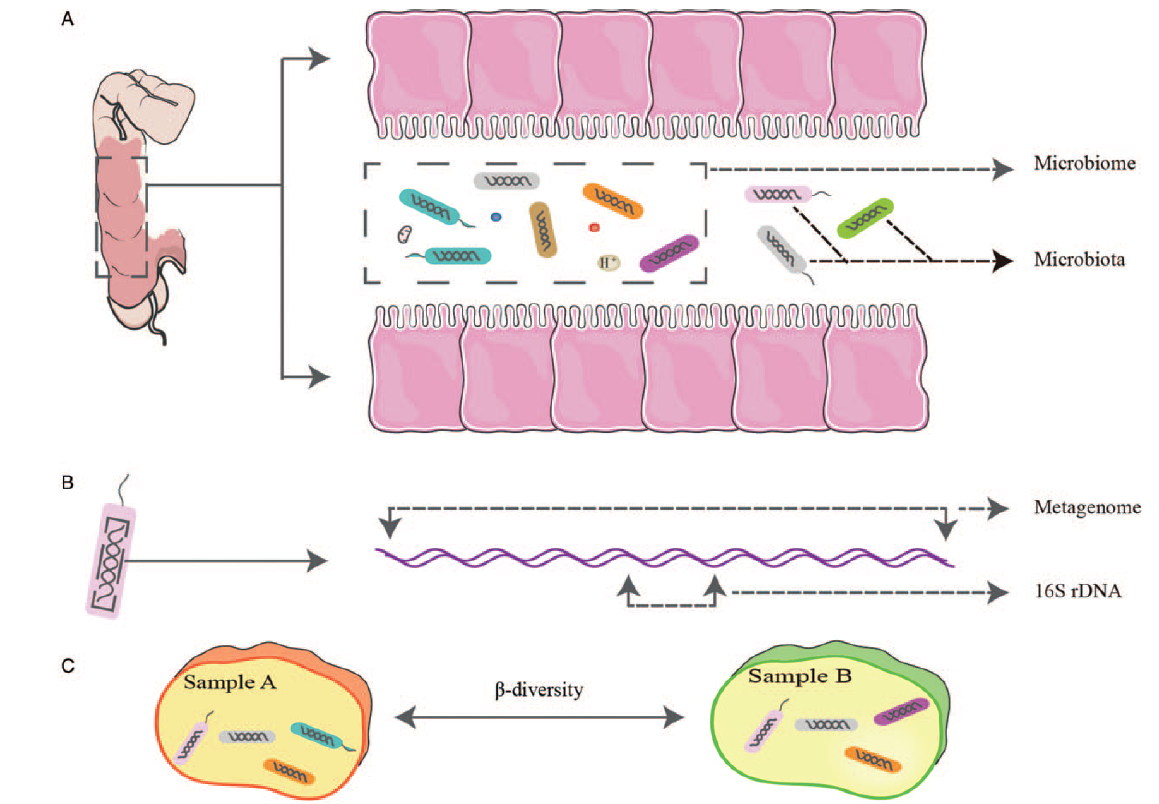 A
Microbiome
H⁺
Microbiota
B
Metagenome
16S rDNA
C
Sample A
β-diversity
Sample B